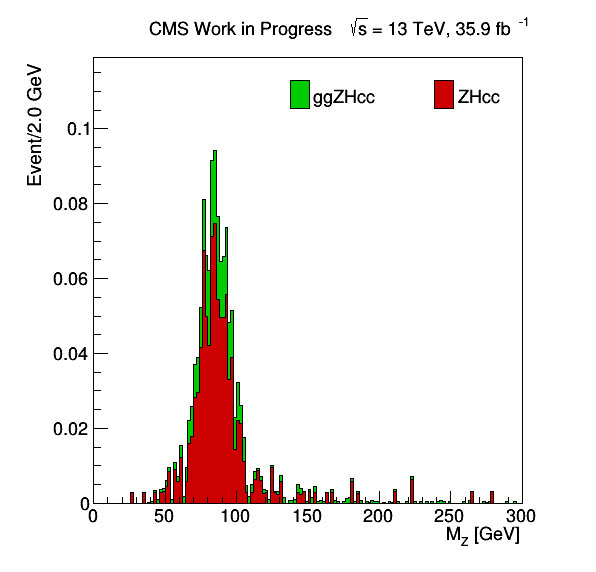 CMS Work in Progress √s = 13 TeV, 35.9 fb -1
Event/2.0 GeV
ggZHcc ZHcc
0.1
0.08
0.06
0.04
0.02
0
0 50 100 150 200 250 300
MZ [GeV]